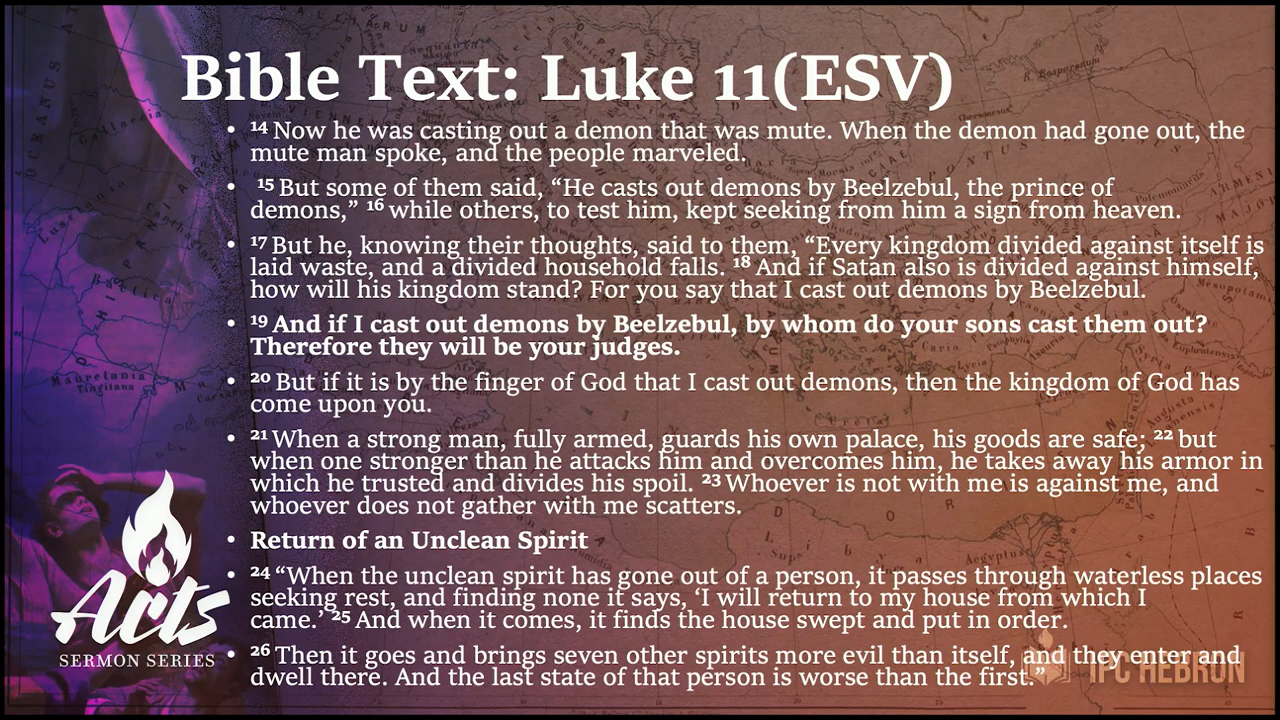 Bible Text: Luke 11(ESV)
• ¹⁴ Now he was casting out a demon that was mute. When the demon had gone out, the
mute man spoke, and the people marveled.
• ¹⁵ But some of them said, “He casts out demons by Beelzebul, the prince of
demons,” ¹⁶ while others, to test him, kept seeking from him a sign from heaven.
• ¹⁷ But he, knowing their thoughts, said to them, “Every kingdom divided against itself is
laid waste, and a divided household falls. ¹⁸ And if Satan also is divided against himself,
how will his kingdom stand? For you say that I cast out demons by Beelzebul.
• ¹⁹ And if I cast out demons by Beelzebul, by whom do your sons cast them out?
Therefore they will be your judges.
• ²⁰ But if it is by the finger of God that I cast out demons, then the kingdom of God has
come upon you.
• ²¹ When a strong man, fully armed, guards his own palace, his goods are safe; ²² but
when one stronger than he attacks him and overcomes him, he takes away his armor in
which he trusted and divides his spoil. ²³ Whoever is not with me is against me, and
whoever does not gather with me scatters.
• Return of an Unclean Spirit
• ²⁴ “When the unclean spirit has gone out of a person, it passes through waterless places
seeking rest, and finding none it says, ‘I will return to my house from which I
came.’ ²⁵ And when it comes, it finds the house swept and put in order.
• ²⁶ Then it goes and brings seven other spirits more evil than itself, and they enter and
dwell there. And the last state of that person is worse than the first.”
Acts
SERMON SERIES
IPC HEBRON
Mauretania
Tingitana
Aegyptus